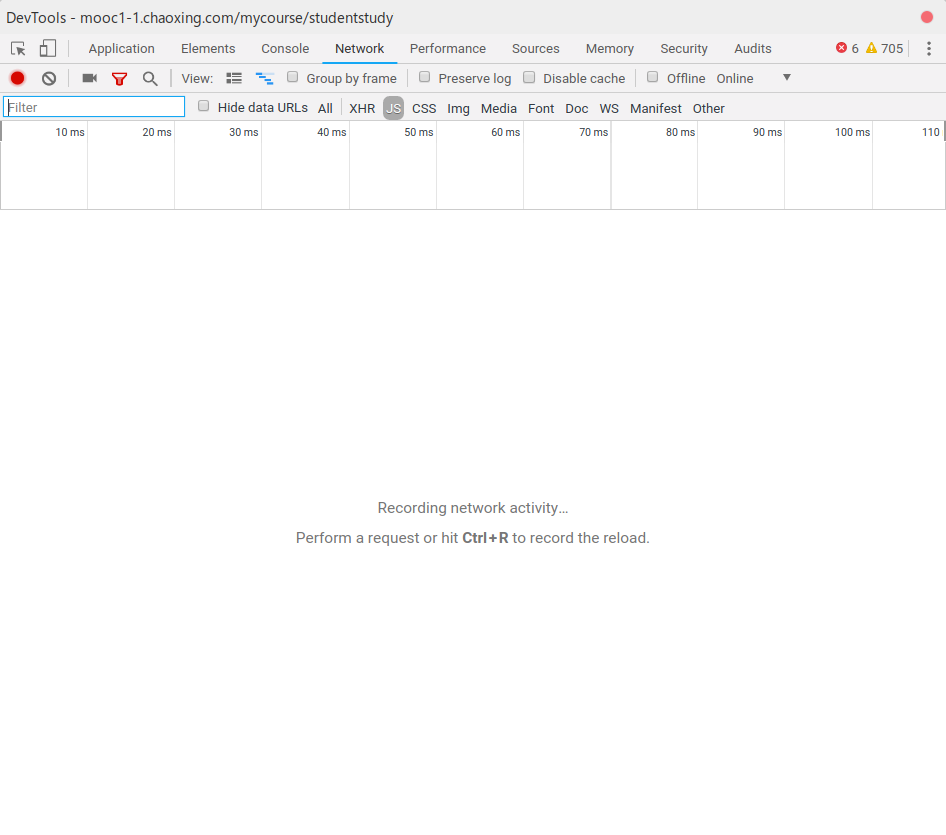 DevTools - mooc1-1.chaoxing.com/mycourse/studentstudy
Application Elements Console Network Performance Sources Memory Security Audits 6 705
View: Group by frame Preserve log Disable cache Offline Online
Filter Hide data URLs All XHR JS CSS Img Media Font Doc WS Manifest Other
10 ms 20 ms 30 ms 40 ms 50 ms 60 ms 70 ms 80 ms 90 ms 100 ms 110
Recording network activity…
Perform a request or hit Ctrl+R to record the reload.